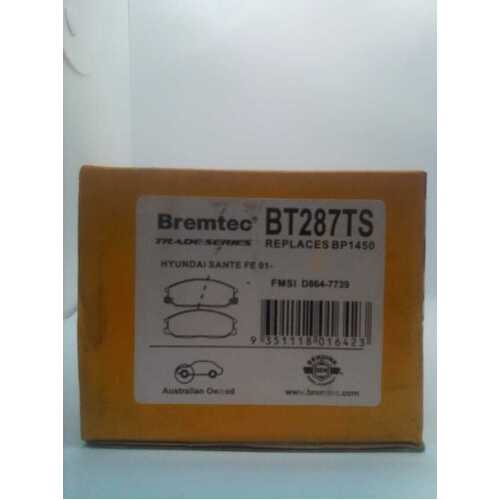 Bremtec BT287TS
TRADE SERIES REPLACES BP1450
HYUNDAI SANTE FE 01-
FMSI D864-7739
9 351118 016423
GENUINE
Australian Owned
www.bremtec.com